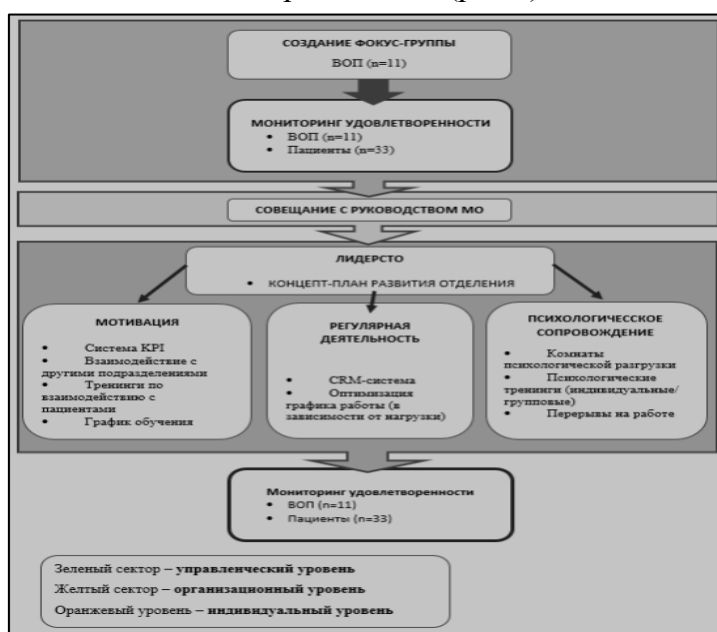 СОЗДАНИЕ ФОКУС-ГРУППЫ
ВОП (n=11)
МОНИТОРИНГ УДОВЛЕТВОРЕННОСТИ
• ВОП (n=11)
• Пациенты (n=33)
СОВЕЩАНИЕ С РУКОВОДСТВОМ МО
ЛИДЕРСТО
• КОНЦЕПТ-ПЛАН РАЗВИТИЯ ОТДЕЛЕНИЯ
МОТИВАЦИЯ
• Система KPI
• Взаимодействие с
другими подразделениями
• Тренинги по
взаимодействию с
пациентами
• График обучения
РЕГУЛЯРНАЯ
ДЕЯТЕЛЬНОСТЬ
• CRM-система
• Оптимизация
графика работы (в
зависимости от нагрузки)
ПСИХОЛОГИЧЕССКОЕ
СОПРОВОЖДЕНИЕ
• Комнаты
психологической разгрузки
• Психологические
тренинги (индивидуальные/
групповые)
• Перерывы на работе
Мониторинг удовлетворенности
• ВОП (n=11)
• Пациенты (n=33)
Зеленый сектор – управленческий уровень
Желтый сектор – организационный уровень
Оранжевый уровень – индивидуальный уровень